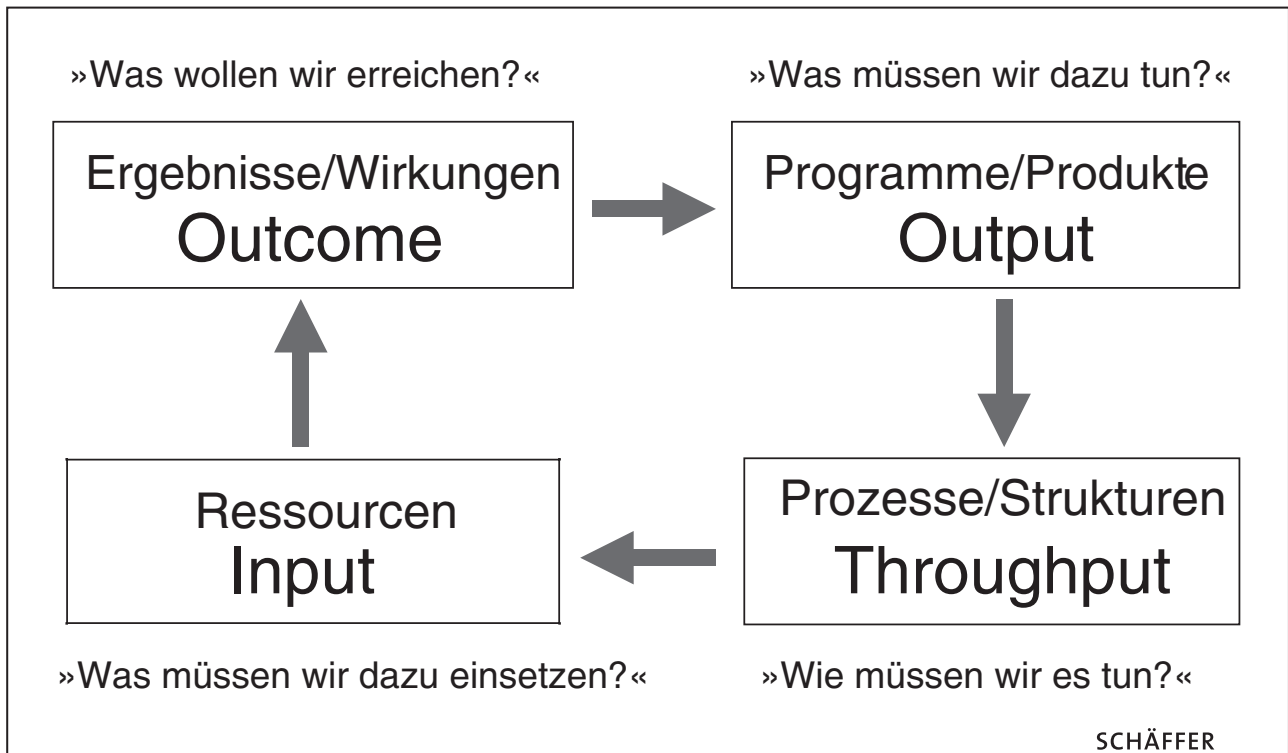 »Was wollen wir erreichen?«
Ergebnisse/Wirkungen
Outcome
»Was müssen wir dazu tun?«
Programme/Produkte
Output
Ressourcen
Input
»Was müssen wir dazu einsetzen?«
Prozesse/Strukturen
Throughput
»Wie müssen wir es tun?«
SCHÄFFER